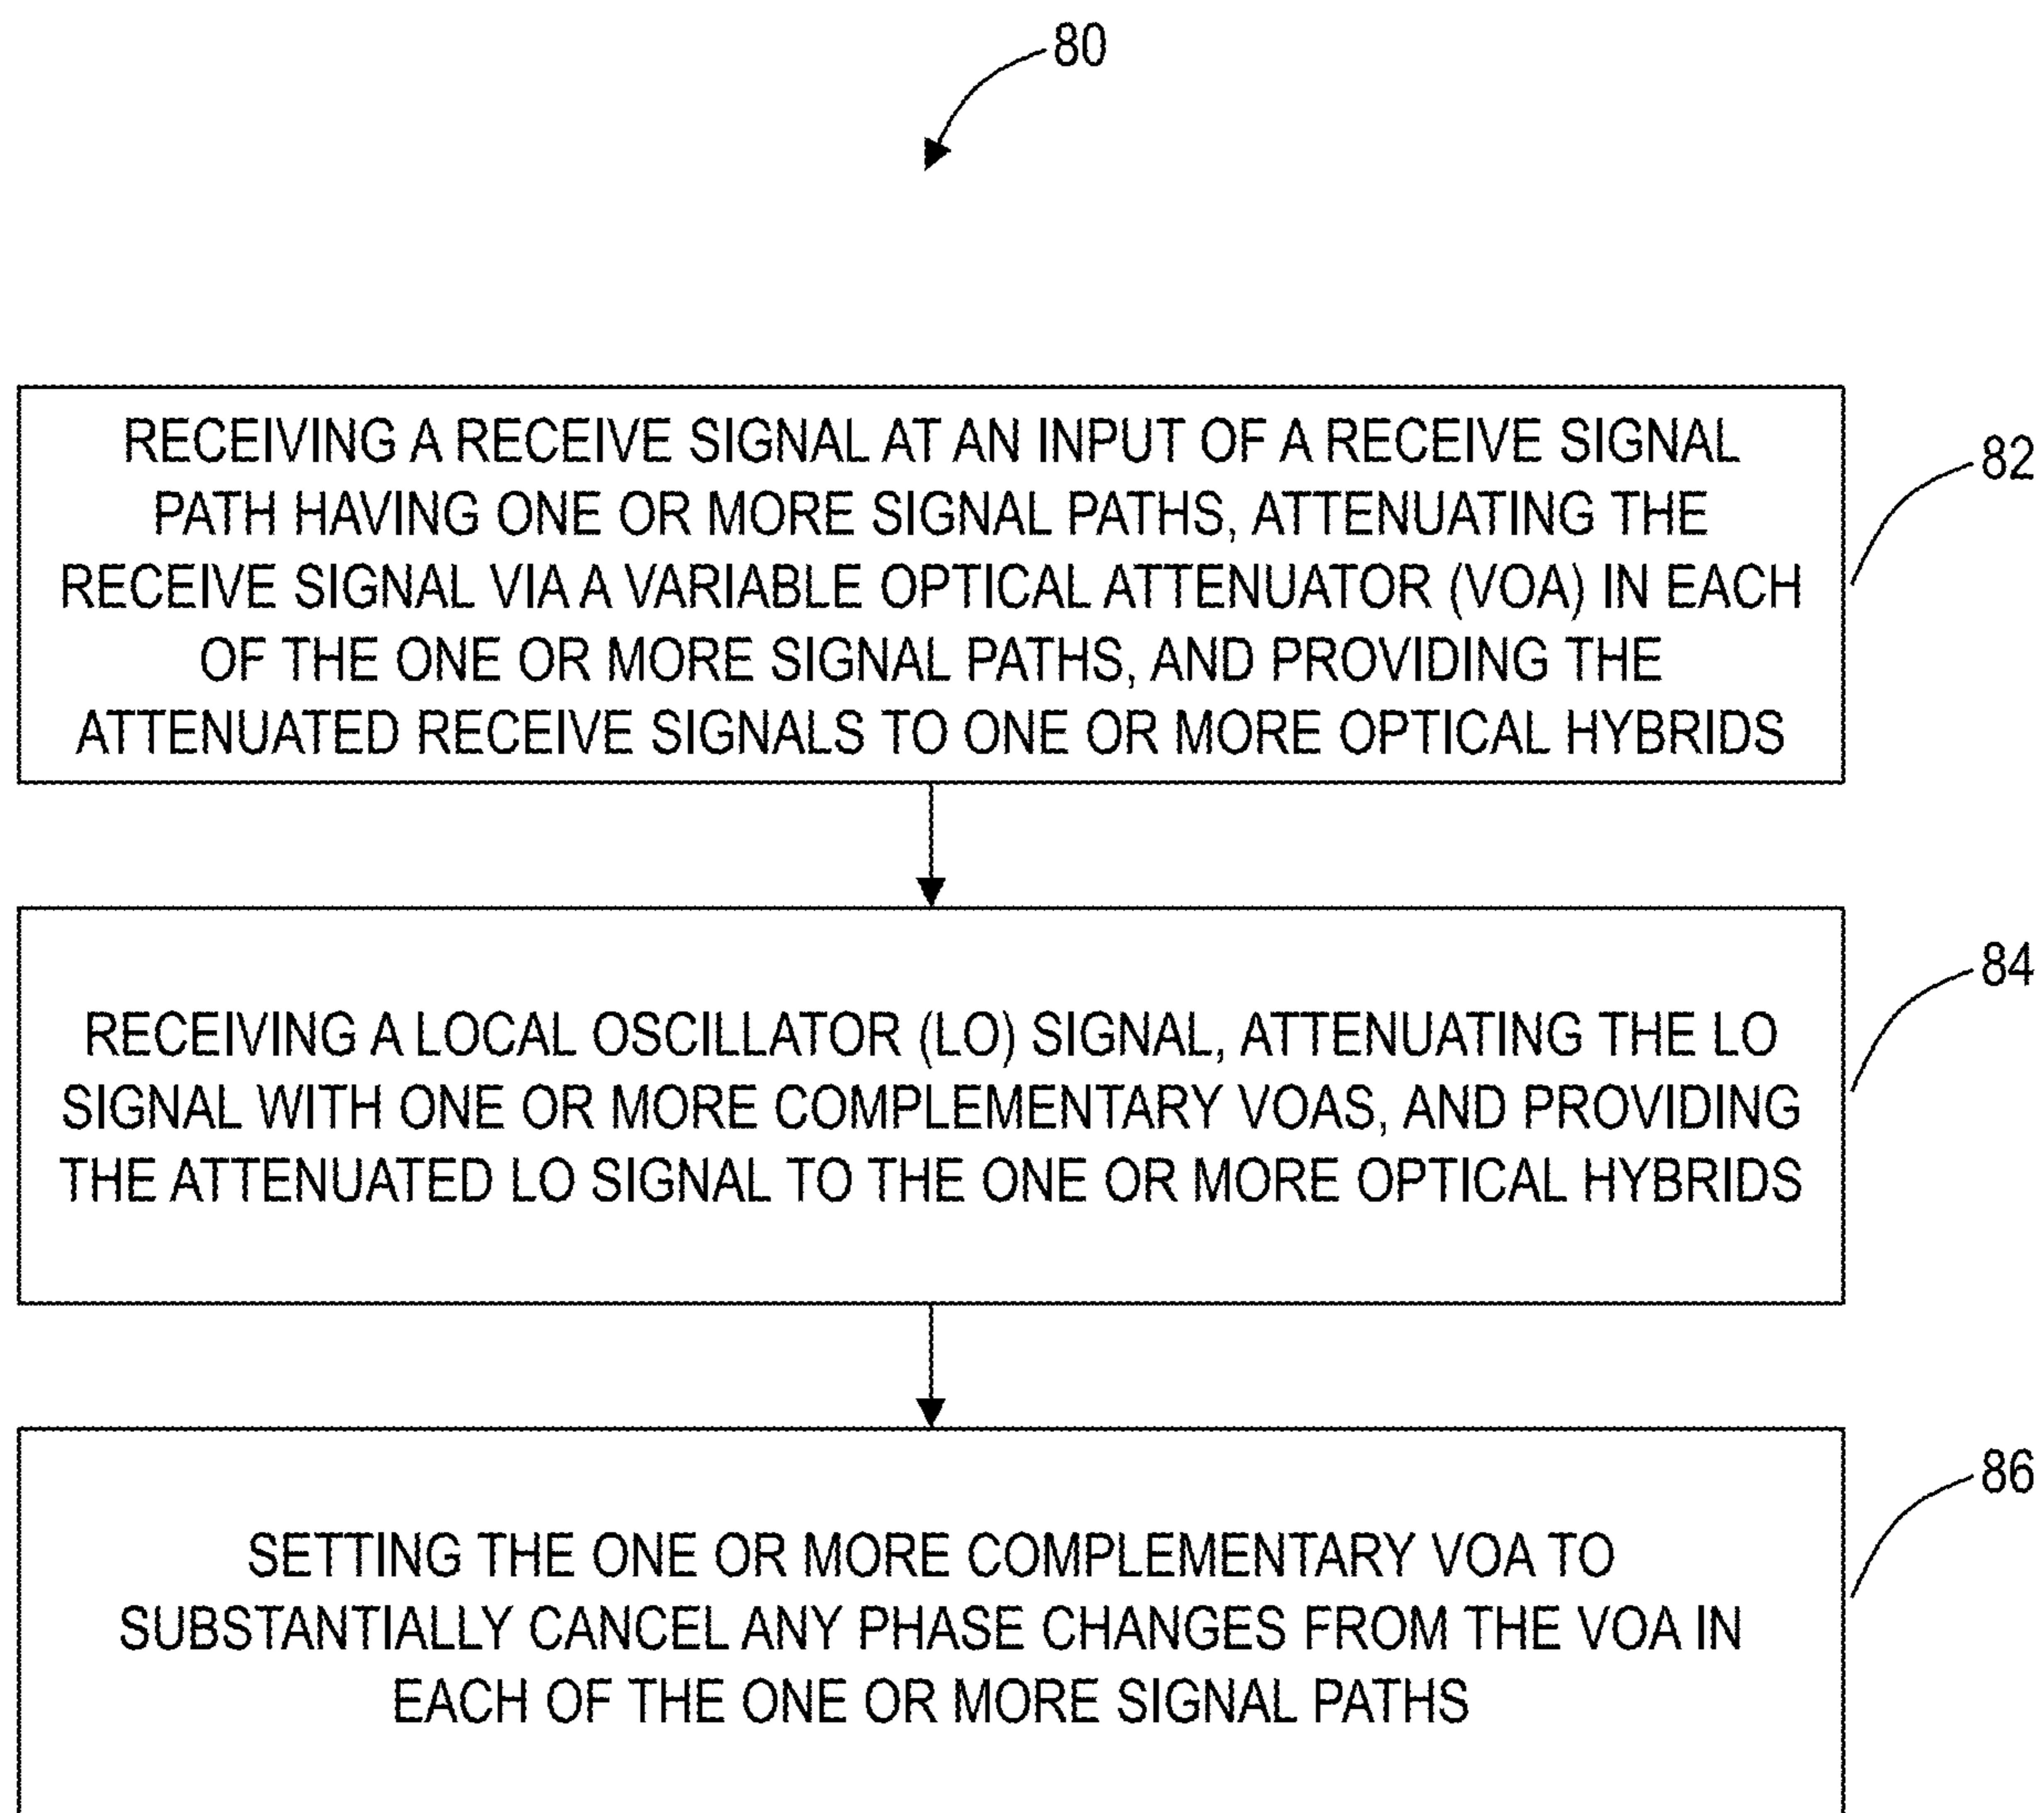 80
RECEIVING A RECEIVE SIGNAL AT AN INPUT OF A RECEIVE SIGNAL
PATH HAVING ONE OR MORE SIGNAL PATHS, ATTENUATING THE
RECEIVE SIGNAL VIA A VARIABLE OPTICAL ATTENUATOR (VOA) IN EACH
OF THE ONE OR MORE SIGNAL PATHS, AND PROVIDING THE
ATTENUATED RECEIVE SIGNALS TO ONE OR MORE OPTICAL HYBRIDS
82
RECEIVING A LOCAL OSCILLATOR (LO) SIGNAL, ATTENUATING THE LO
SIGNAL WITH ONE OR MORE COMPLEMENTARY VOAS, AND PROVIDING
THE ATTENUATED LO SIGNAL TO THE ONE OR MORE OPTICAL HYBRIDS
84
SETTING THE ONE OR MORE COMPLEMENTARY VOA TO
SUBSTANTIALLY CANCEL ANY PHASE CHANGES FROM THE VOA IN
EACH OF THE ONE OR MORE SIGNAL PATHS
86